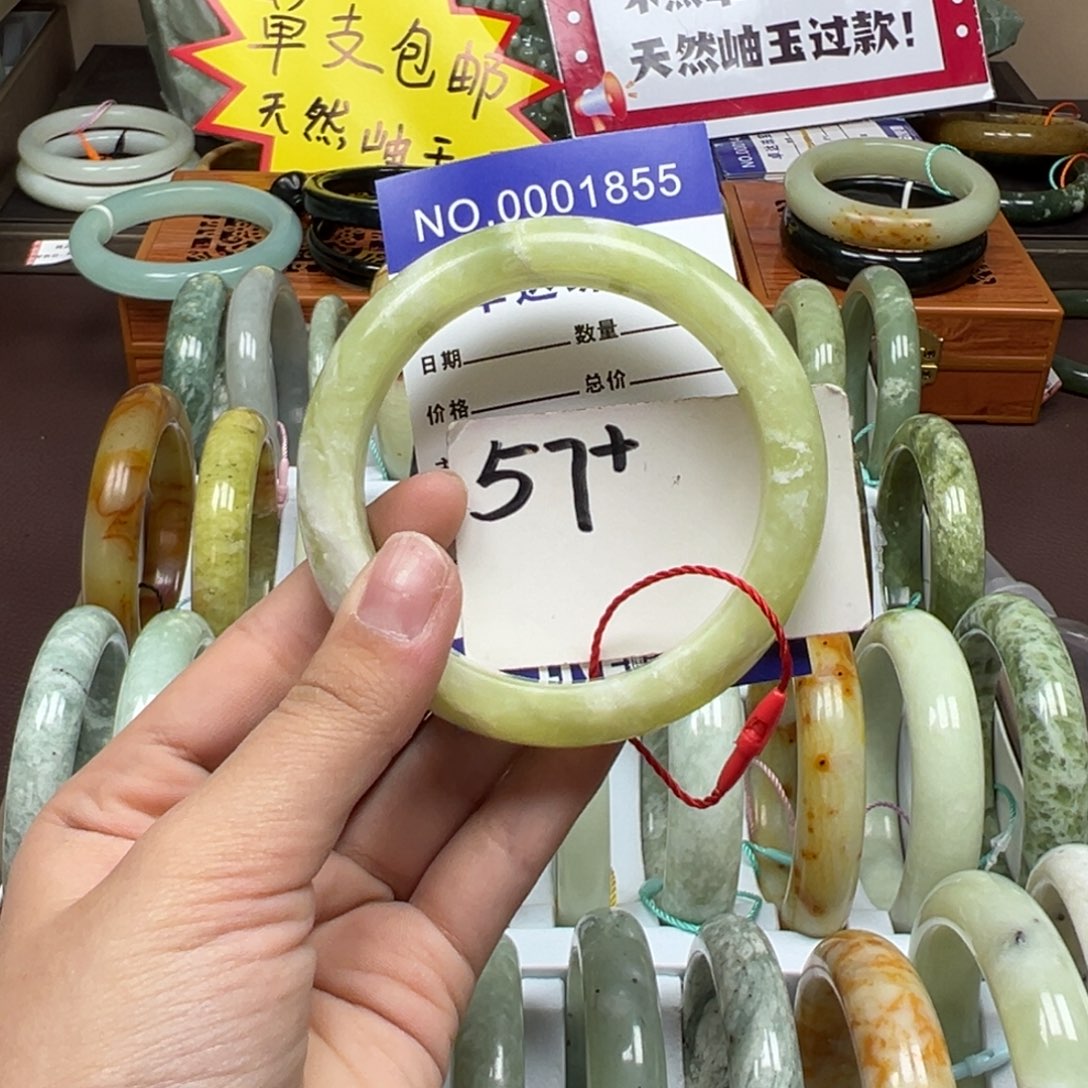 单支包邮
天然岫玉
天然岫玉过款!
NO.0001855
日期
数量
价格
总价
57+